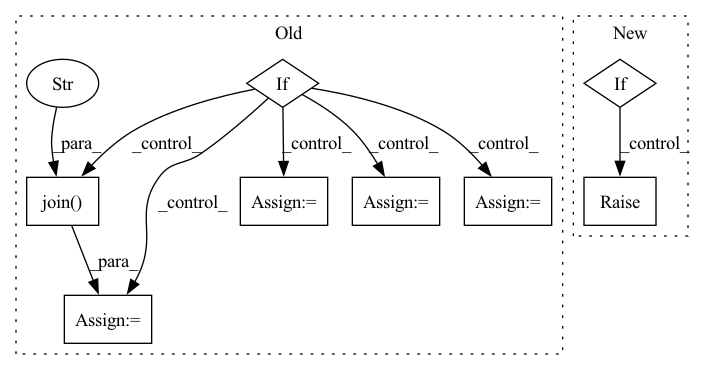 Old
New
Str
If
If
_para_
_control_
_control_
_control_
_control_
_control_
_control_
join()
Assign:=
Assign:=
Assign:=
Raise
_para_
Assign:=